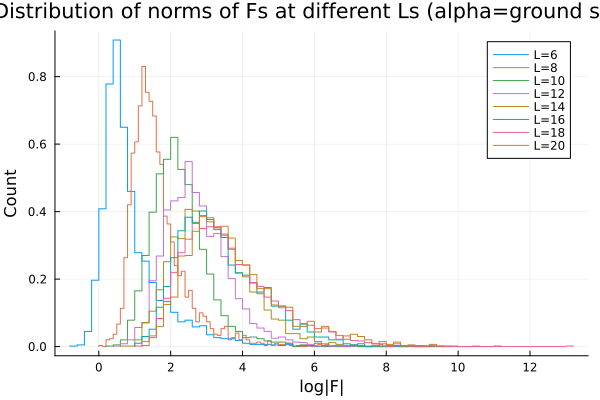 Distribution of norms of Fs at different Ls (alpha=ground s
L=6
L=8
L=10
L=12
L=14
L=16
L=18
L=20
Count
0.8
0.6
0.4
0.2
0.0
0 2 4 6 8 10 12
log|F|